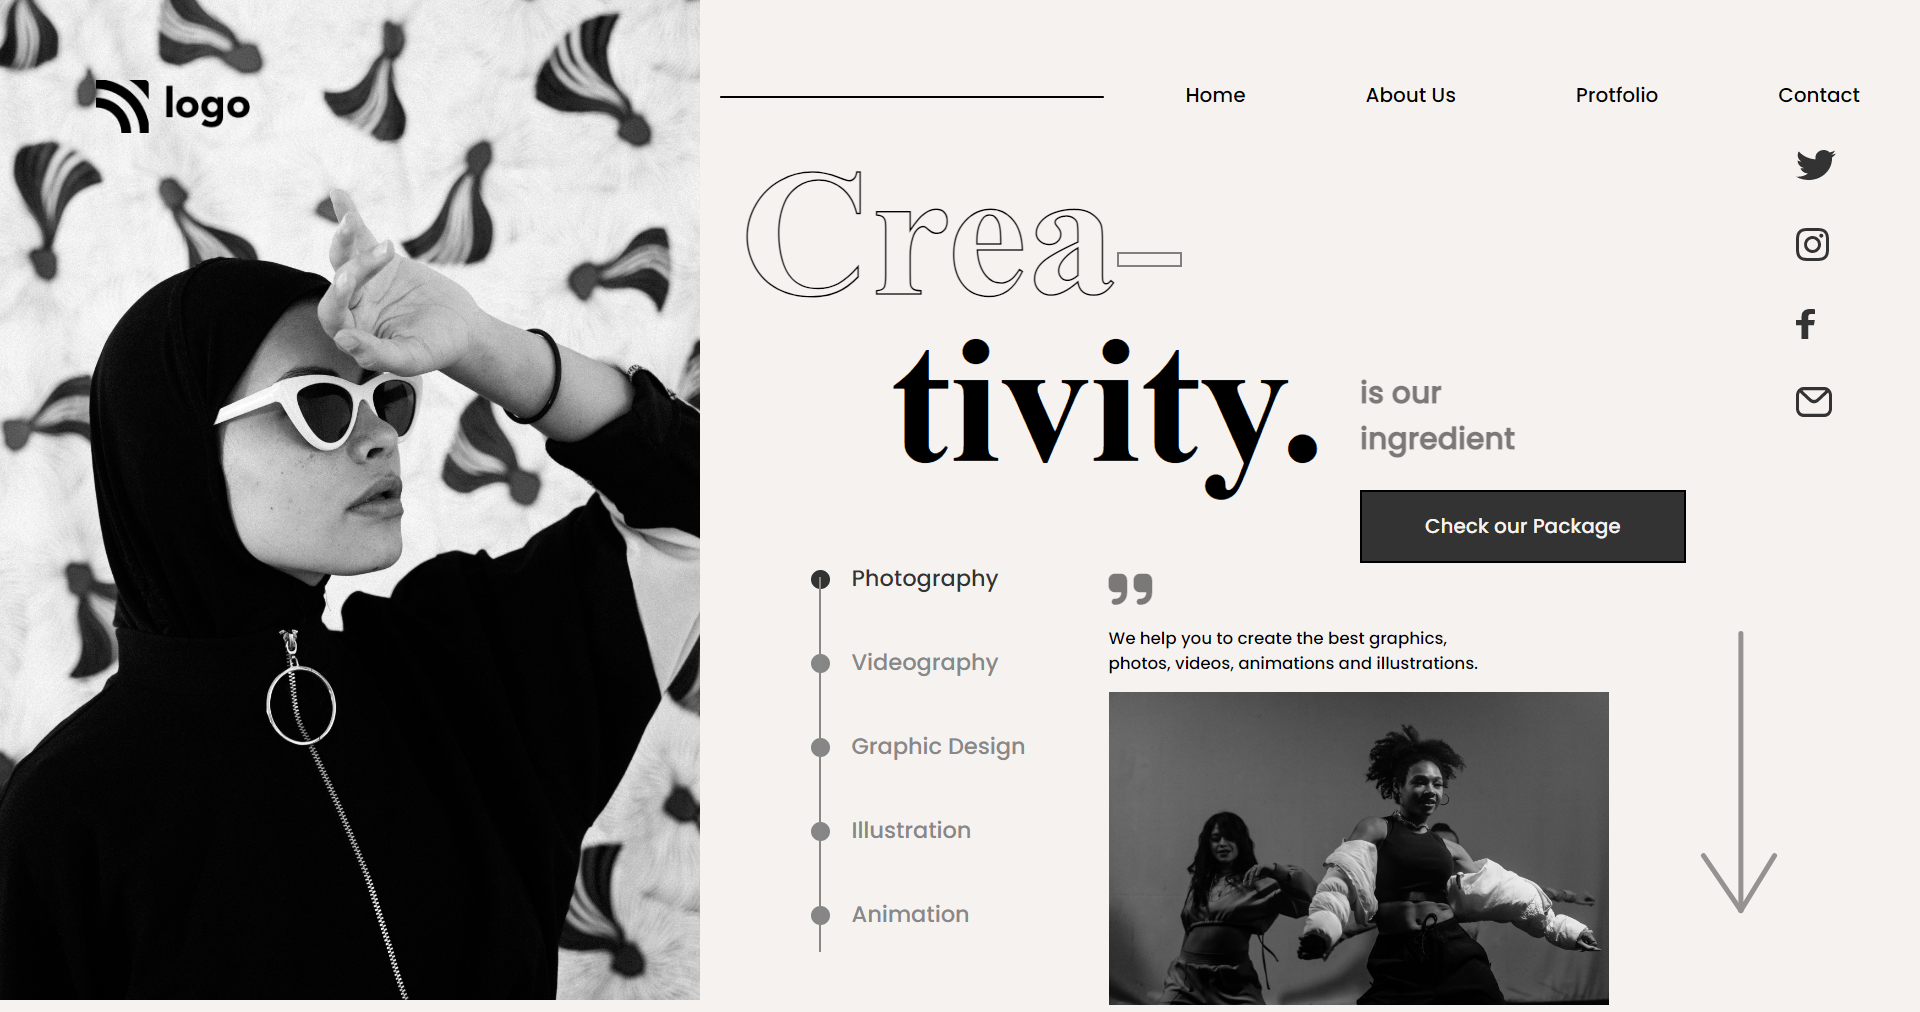 logo
Home
About Us
Protfolio
Contact
Crea–
tivity.
is our
ingredient
Check our Package
Photography
Videography
Graphic Design
Illustration
Animation
We help you to create the best graphics,
photos, videos, animations and illustrations.